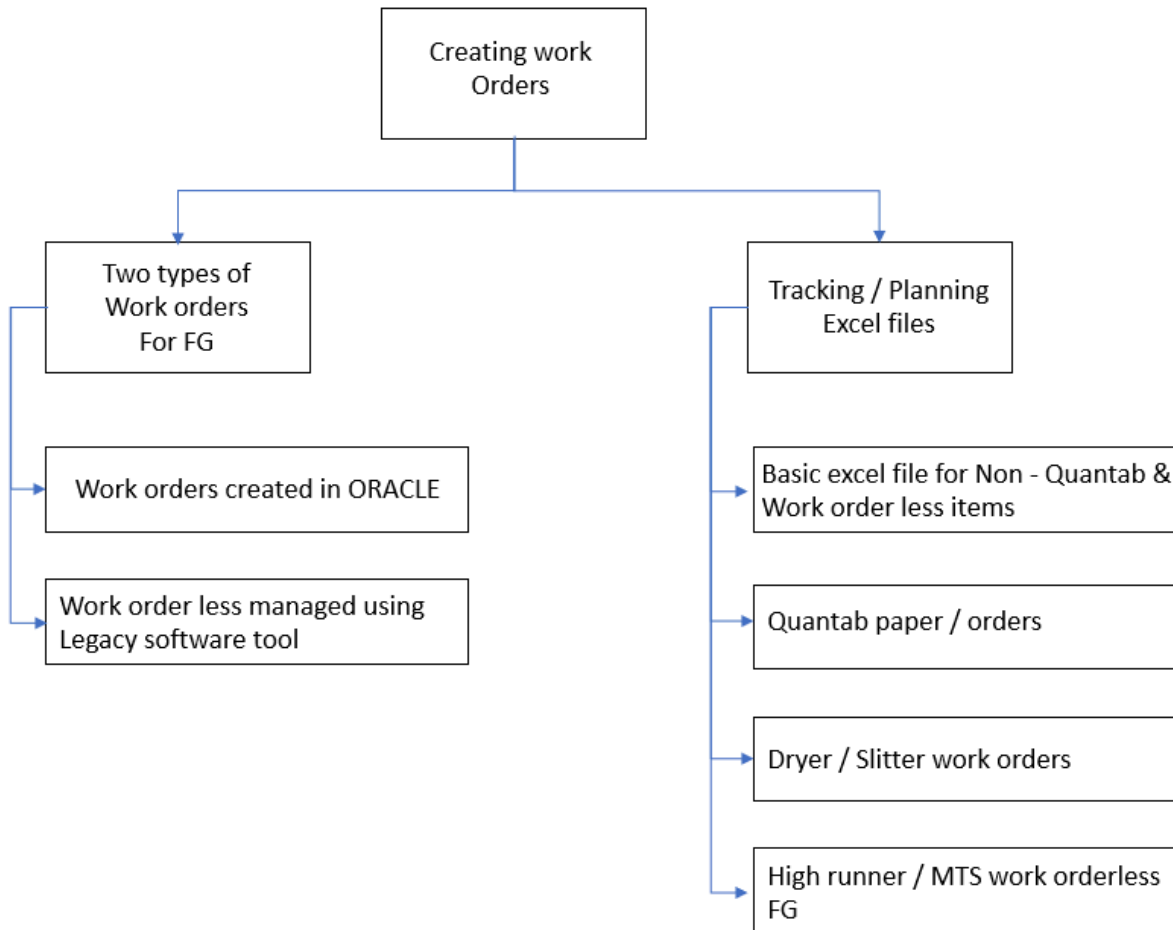 Creating work
Orders
Two types of
Work orders
For FG
Work orders created in ORACLE
Work order less managed using
Legacy software tool
Tracking / Planning
Excel files
Basic excel file for Non - Quantab &
Work order less items
Quantab paper / orders
Dryer / Slitter work orders
High runner / MTS work orderless
FG